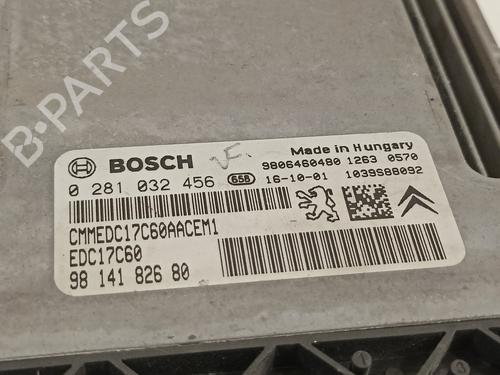 B-PARTS
BOSCH
Made in Hungary
9806460480 1263 0570
0 281 032 456 658 16-10-01 1039S88092
CMMEDC17C60AACEM1
EDC17C60
98 141 826 80